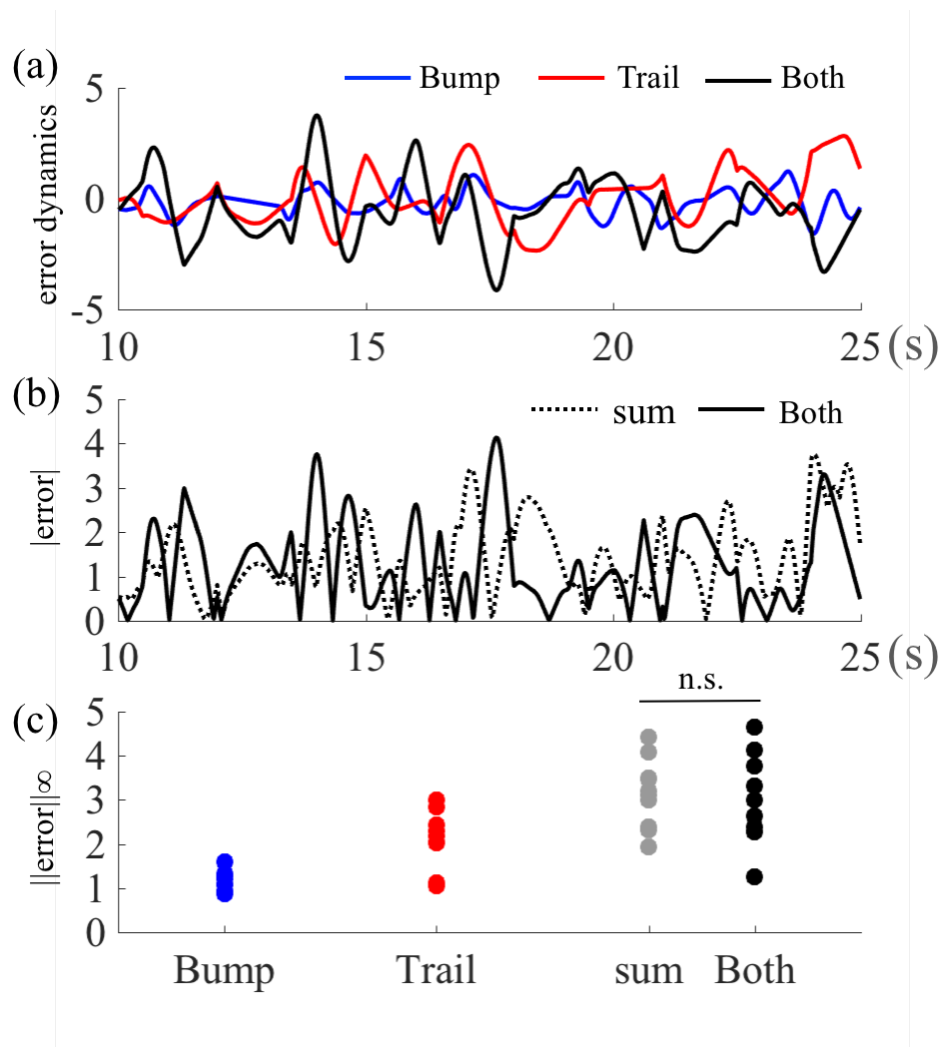 (a)
Bump Trail Both
error dynamics
5
0
-5
10 15 20 25 (s)
(b)
sum Both
|error|
5
4
3
2
1
0
10 15 20 25 (s)
n.s.
(c)
||error||∞
5
4
3
2
1
0
Bump Trail sum Both